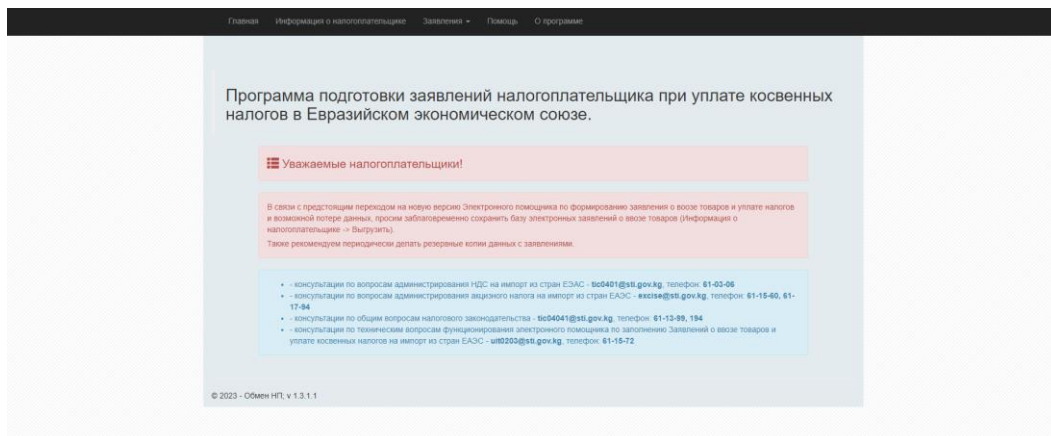 Главная Информация о налогоплательщике Заявления Помощь О программе
Программа подготовки заявлений налогоплательщика при уплате косвенных
налогов в Евразийском экономическом союзе.
Уважаемые налогоплательщики!
В связи с предстоящим переходом на новую версию Электронного помощника по формированию заявления о ввозе товаров и уплате налогов
и возможной потере данных, просим заблаговременно сохранить базу электронных заявлений о ввозе товаров (Информация о
налогоплательщике -> Выгрузить).
Также рекомендуем периодически делать резервные копии данных с заявлениями.
• - консультации по вопросам администрирования НДС на импорт из стран ЕЭАС - tic0401@sti.gov.kg, телефон: 61-03-06
• - консультации по вопросам администрирования акцизного налога на импорт из стран ЕАЭС - excise@sti.gov.kg, телефон: 61-15-60, 61-
17-94
• - консультации по общим вопросам налогового законодательства - tic04041@sti.gov.kg, телефон: 61-13-99, 194
• - консультации по техническим вопросам функционирования электронного помощника по заполнению Заявлений о ввозе товаров и
уплате косвенных налогов на импорт из стран ЕАЭС - uit0203@sti.gov.kg, телефон: 61-15-72
© 2023 - Обмен НП; v 1.3.1.1